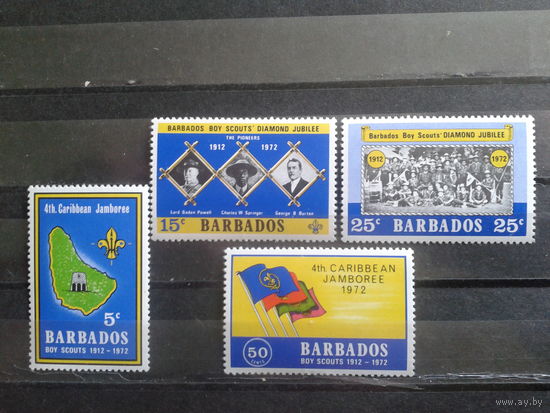 BARBADOS BOY SCOUTS' DIAMOND JUBILEE
THE PIONEERS
1912 1972
Lord Baden Powell Charles W Springer George B Burton
15c BARBADOS
Barbados Boy Scouts' DIAMOND JUBILEE
1912 1972
25c BARBADOS 25c
4th. Caribbean Jamboree
5c
BARBADOS
BOY SCOUTS 1912 - 1972
4th. CARIBBEAN
JAMBOREE
1972
50
CENTS
BARBADOS
BOY SCOUTS 1912 - 1972
www.ay.by